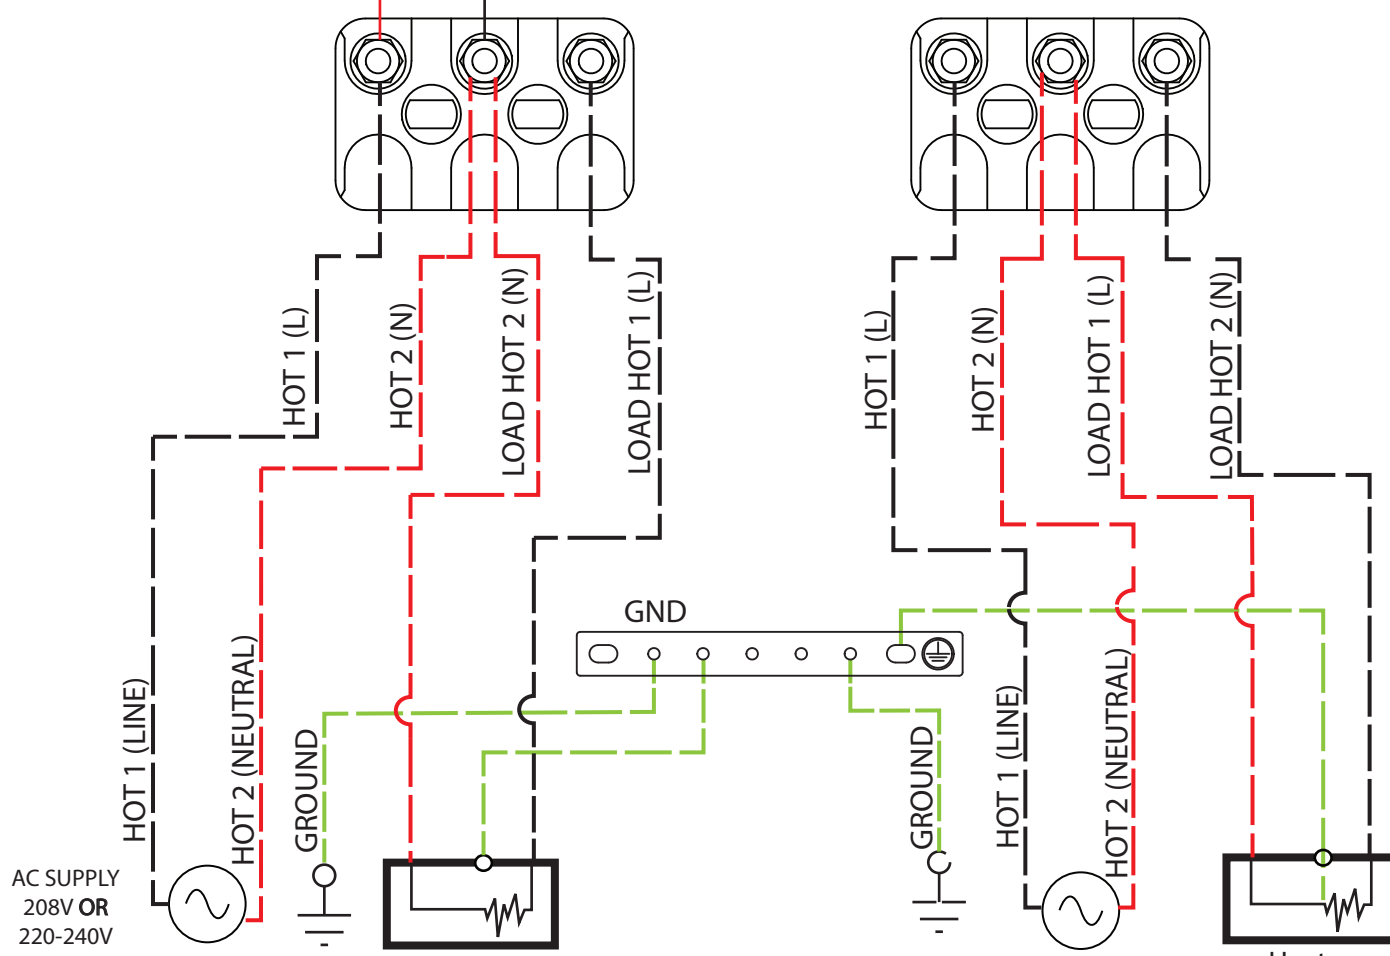 HOT 1 (L)
HOT 2 (N)
LOAD HOT 2 (N)
LOAD HOT 1 (L)
HOT 1 (L)
HOT 2 (N)
LOAD HOT 1 (L)
LOAD HOT 2 (N)
GND
HOT 1 (LINE)
HOT 2 (NEUTRAL)
GROUND
GROUND
HOT 1 (LINE)
HOT 2 (NEUTRAL)
AC SUPPLY
208V OR
220-240V